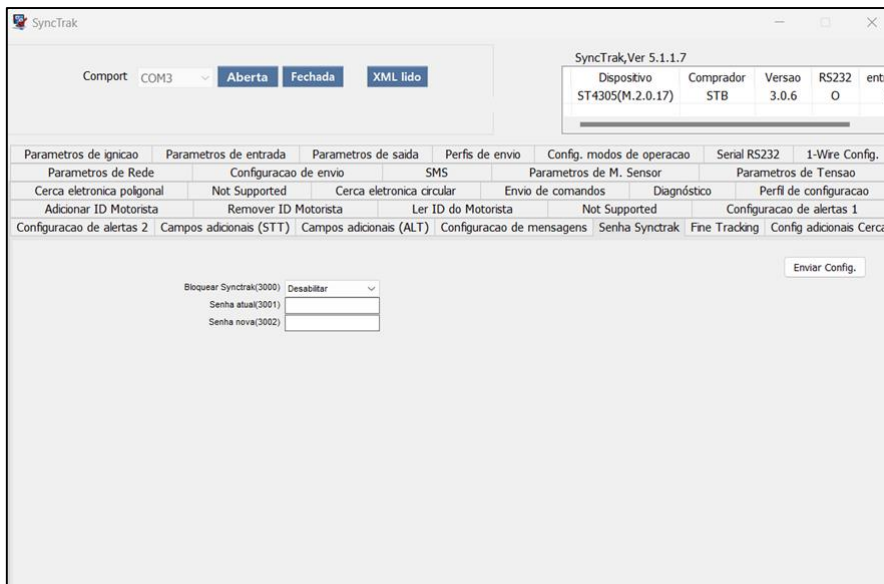 SyncTrak
SyncTrak,Ver 5.1.1.7
Comport COM3 Aberta Fechada XML lido
Dispositivo Comprador Versao RS232 ent
ST4305(M.2.0.17) STB 3.0.6 O
Parametros de ignicao Parametros de entrada Parametros de saida Perfis de envio Config. modos de operacao Serial RS232 1-Wire Config.
Parametros de Rede Configuracao de envio SMS Parametros de M. Sensor Parametros de Tensao
Cerca eletronica poligonal Not Supported Cerca eletronica circular Envio de comandos Diagnóstico Perfil de configuracao
Adicionar ID Motorista Remover ID Motorista Ler ID do Motorista Not Supported Configuracao de alertas 1
Configuracao de alertas 2 Campos adicionais (STT) Campos adicionais (ALT) Configuracao de mensagens Senha Synctrak Fine Tracking Config adicionais Cerca
Enviar Config.
Bloquear Synctrak(3000) Desabilitar
Senha atual(3001)
Senha nova(3002)